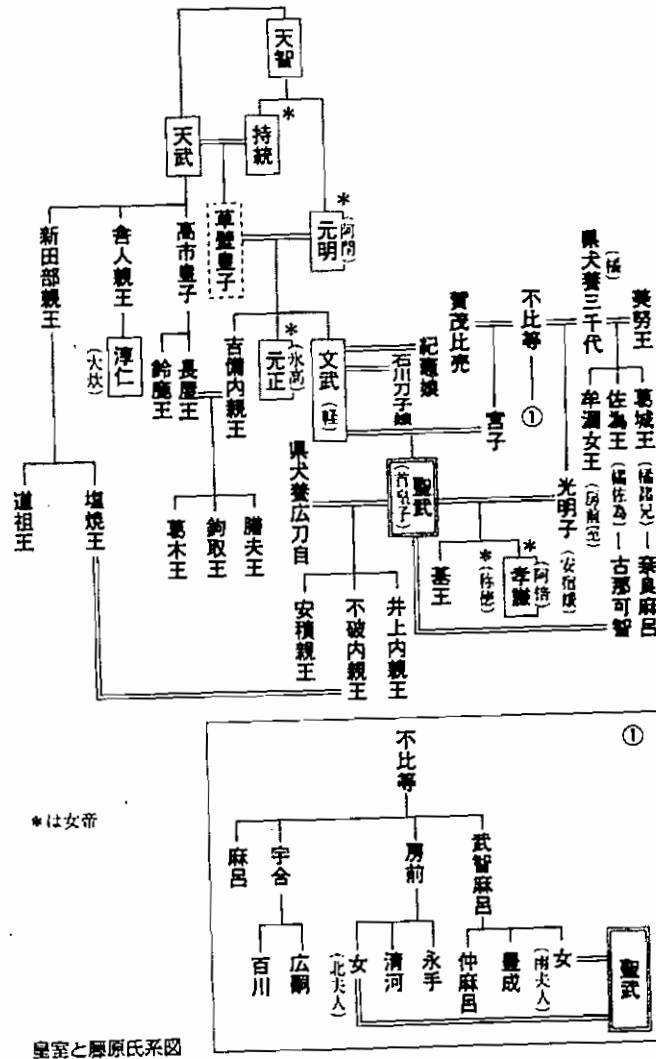 天智
天武
持統
*
草壁皇子
元明
(阿閇)
*
高市皇子
舎人親王
新田部親王
淳仁
(大炊)
長屋王
鈴鹿王
吉備内親王
元正
(氷高)
*
文武(軽)
紀竈娘
石川刀子娘
賀茂比売
不比等
県犬養三千代
(橘)
美努王
宮子
①
牟漏女王(房前室)
佐為王(橘佐為)―古那可智
葛城王(橘諸兄)―奈良麻呂
光明子(安宿媛)
聖武
(首皇子)
県犬養広刀自
膳夫王
鉤取王
葛木王
塩焼王
道祖王
基王
孝謙
(阿倍)
*
*(称徳)
井上内親王
不破内親王
安積親王
*は女帝
①
不比等
武智麻呂
房前
宇合
麻呂
女(南夫人)
豊成
仲麻呂
永手
清河
女(北夫人)
広嗣
百川
聖武
皇室と藤原氏系図